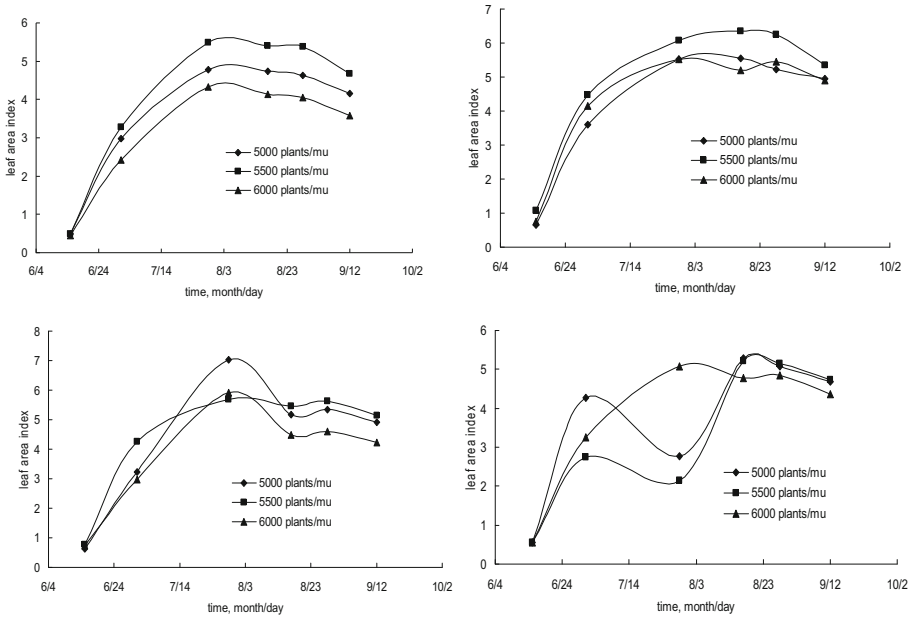 6
5
4
3
2
1
0
leaf area index
5000 plants/mu
5500 plants/mu
6000 plants/mu
6/4 6/24 7/14 8/3 8/23 9/12 10/2
time, month/day
7
6
5
4
3
2
1
0
leaf area index
5000 plants/mu
5500 plants/mu
6000 plants/mu
6/4 6/24 7/14 8/3 8/23 9/12 10/2
time, month/day
8
7
6
5
4
3
2
1
0
leaf area index
5000 plants/mu
5500 plants/mu
6000 plants/mu
6/4 6/24 7/14 8/3 8/23 9/12 10/2
time, month/day
6
5
4
3
2
1
0
leaf area index
5000 plants/mu
5500 plants/mu
6000 plants/mu
6/4 6/24 7/14 8/3 8/23 9/12 10/2
time, month/day